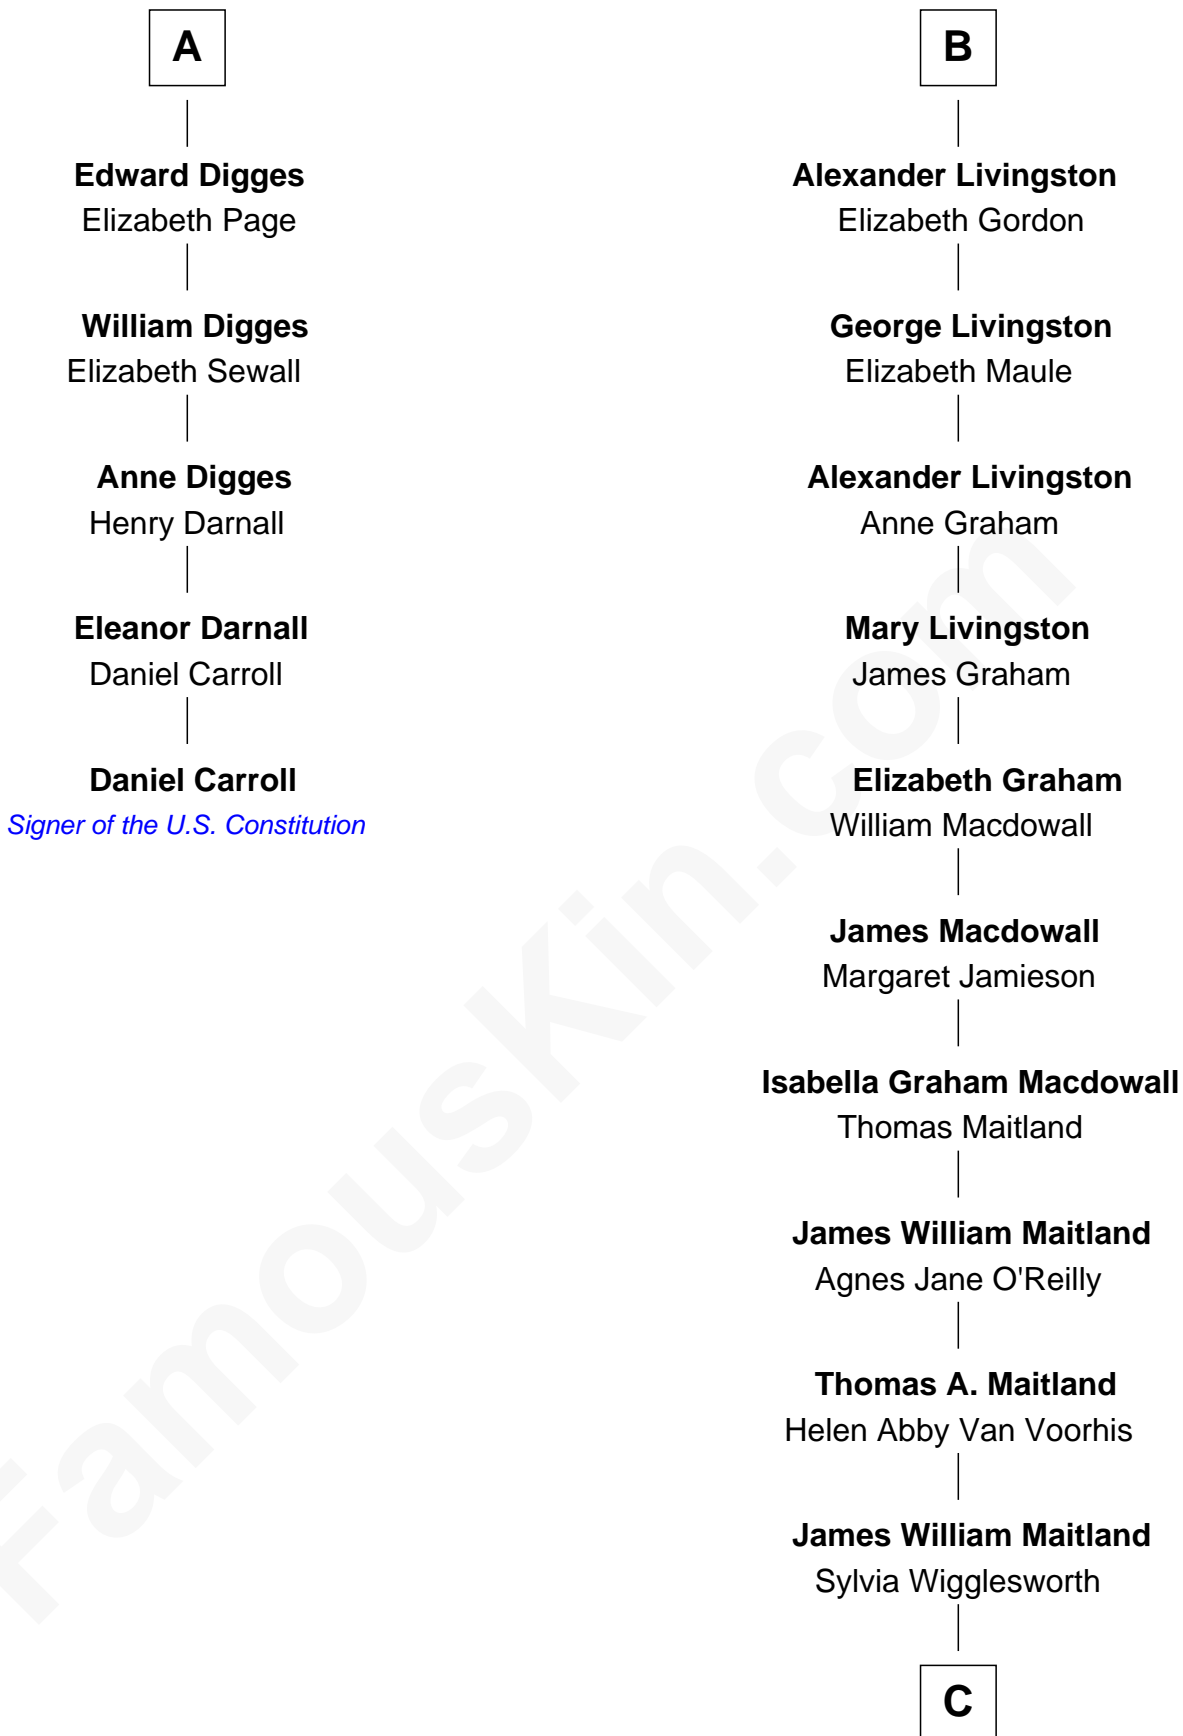 A
Edward Digges
Elizabeth Page
William Digges
Elizabeth Sewall
Anne Digges
Henry Darnall
Eleanor Darnall
Daniel Carroll
Daniel Carroll
Signer of the U.S. Constitution
B
Alexander Livingston
Elizabeth Gordon
George Livingston
Elizabeth Maule
Alexander Livingston
Anne Graham
Mary Livingston
James Graham
Elizabeth Graham
William Macdowall
James Macdowall
Margaret Jamieson
Isabella Graham Macdowall
Thomas Maitland
James William Maitland
Agnes Jane O'Reilly
Thomas A. Maitland
Helen Abby Van Voorhis
James William Maitland
Sylvia Wigglesworth
C
FamousKin.com